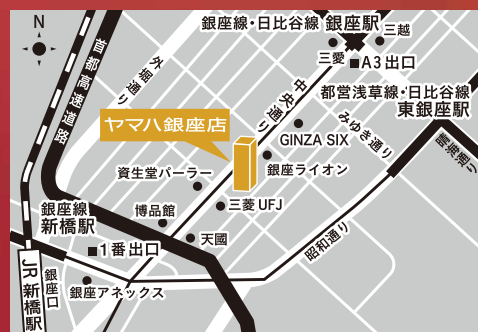 N
銀座線・日比谷線 銀座駅
三越
三愛
A3出口
首都高速道路
外堀通り
中央通り
都営浅草線・日比谷線
東銀座駅
ヤマハ銀座店
GINZA SIX
みゆき通り
晴海通り
銀座ライオン
資生堂パーラー
三菱UFJ
銀座線
新橋駅
博品館
天國
昭和通り
1番出口
JR新橋駅
銀座口
銀座アネックス